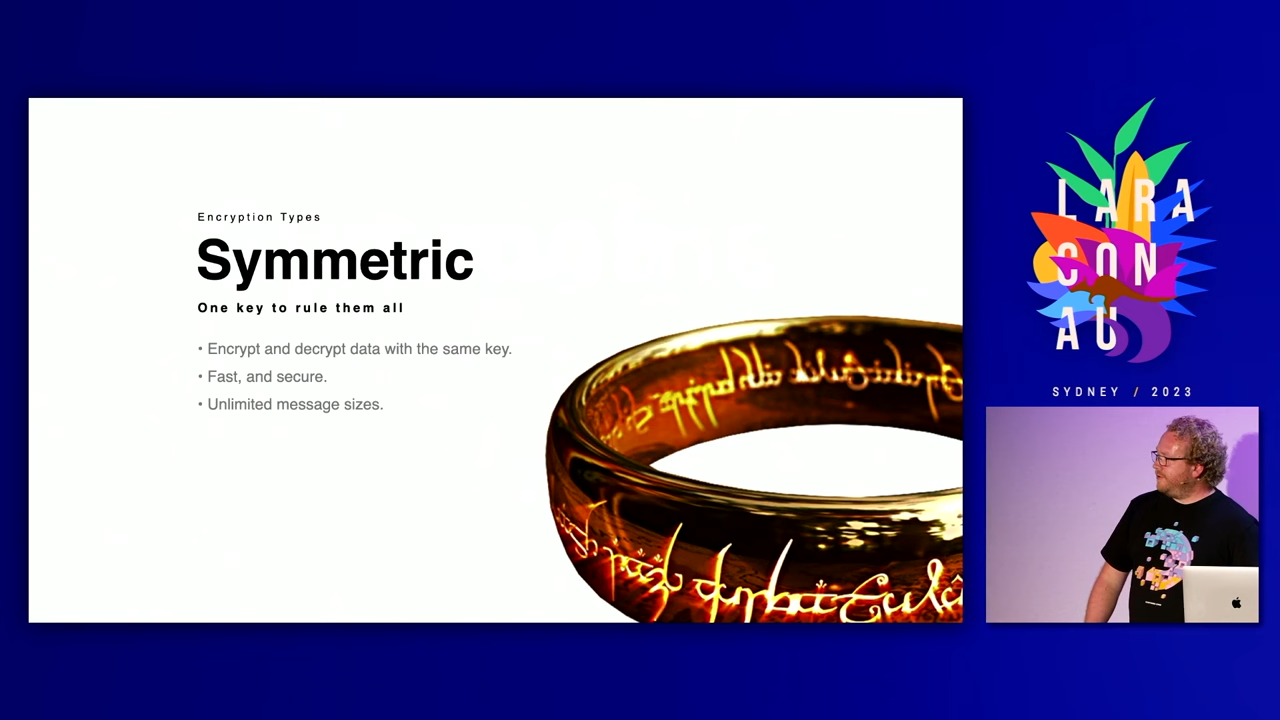 Encryption Types
Symmetric
One key to rule them all
• Encrypt and decrypt data with the same key.
• Fast, and secure.
• Unlimited message sizes.
LARA
CON
AU
SYDNEY / 2023